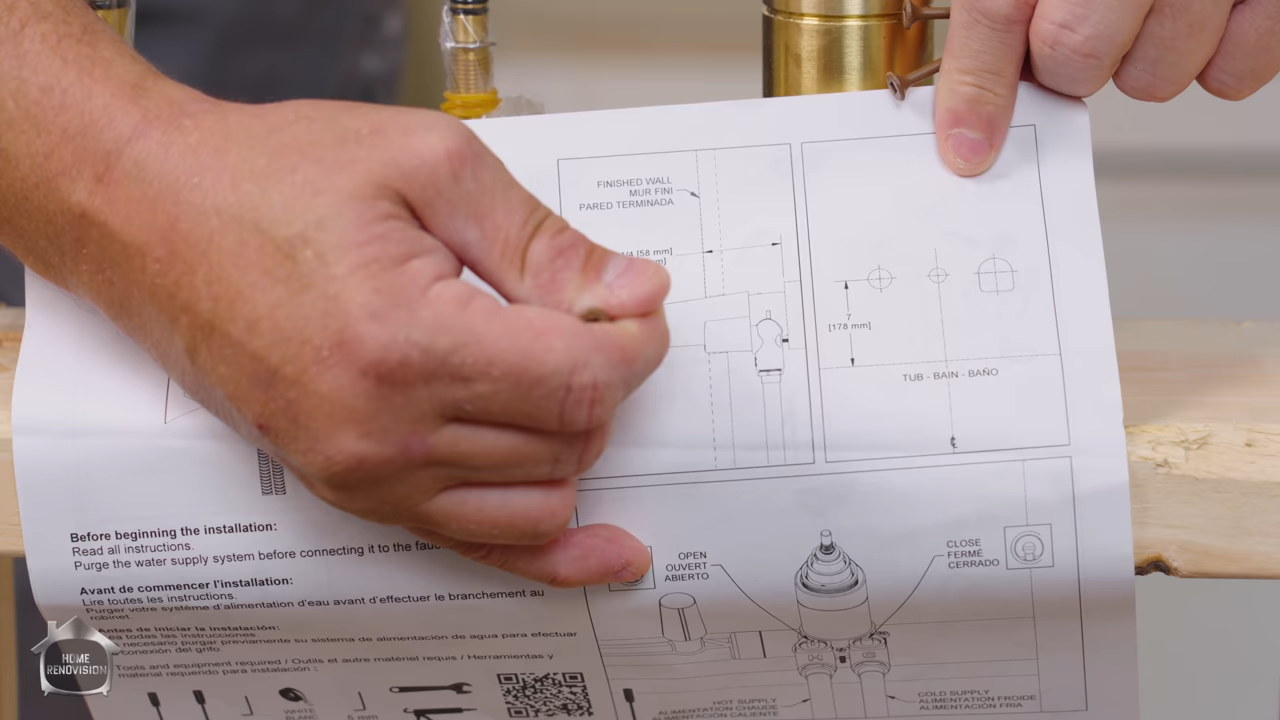 FINISHED WALL
MUR FINI
PARED TERMINADA
[58 mm]
7
[178 mm]
TUB - BAIN - BAÑO
Before beginning the installation:
Read all instructions.
Purge the water supply system before connecting it to the
Avant de commencer l'installation:
Lire toutes les instructions.
Purger votre système d'alimentation d'eau avant d'effectuer le branchement au
robinet.
Antes de iniciar la instalación:
todas las instrucciones
necesario purgar previamente su sistema de alimentación de agua para efectuar
conexión del grifo.
Tools and equipment required / Outils et autre matériel requis / Herramientas y
material requerido para instalación :
WHITE
BLANC
5 mm
OPEN
OUVERT
ABIERTO
CLOSE
FERMÉ
CERRADO
H
C
HOT SUPPLY
ALIMENTATION CHAUDE
ALIMENTACIÓN CALIENTE
COLD SUPPLY
ALIMENTATION FROIDE
ALIMENTACIÓN FRIA
HOME
RENOVISION